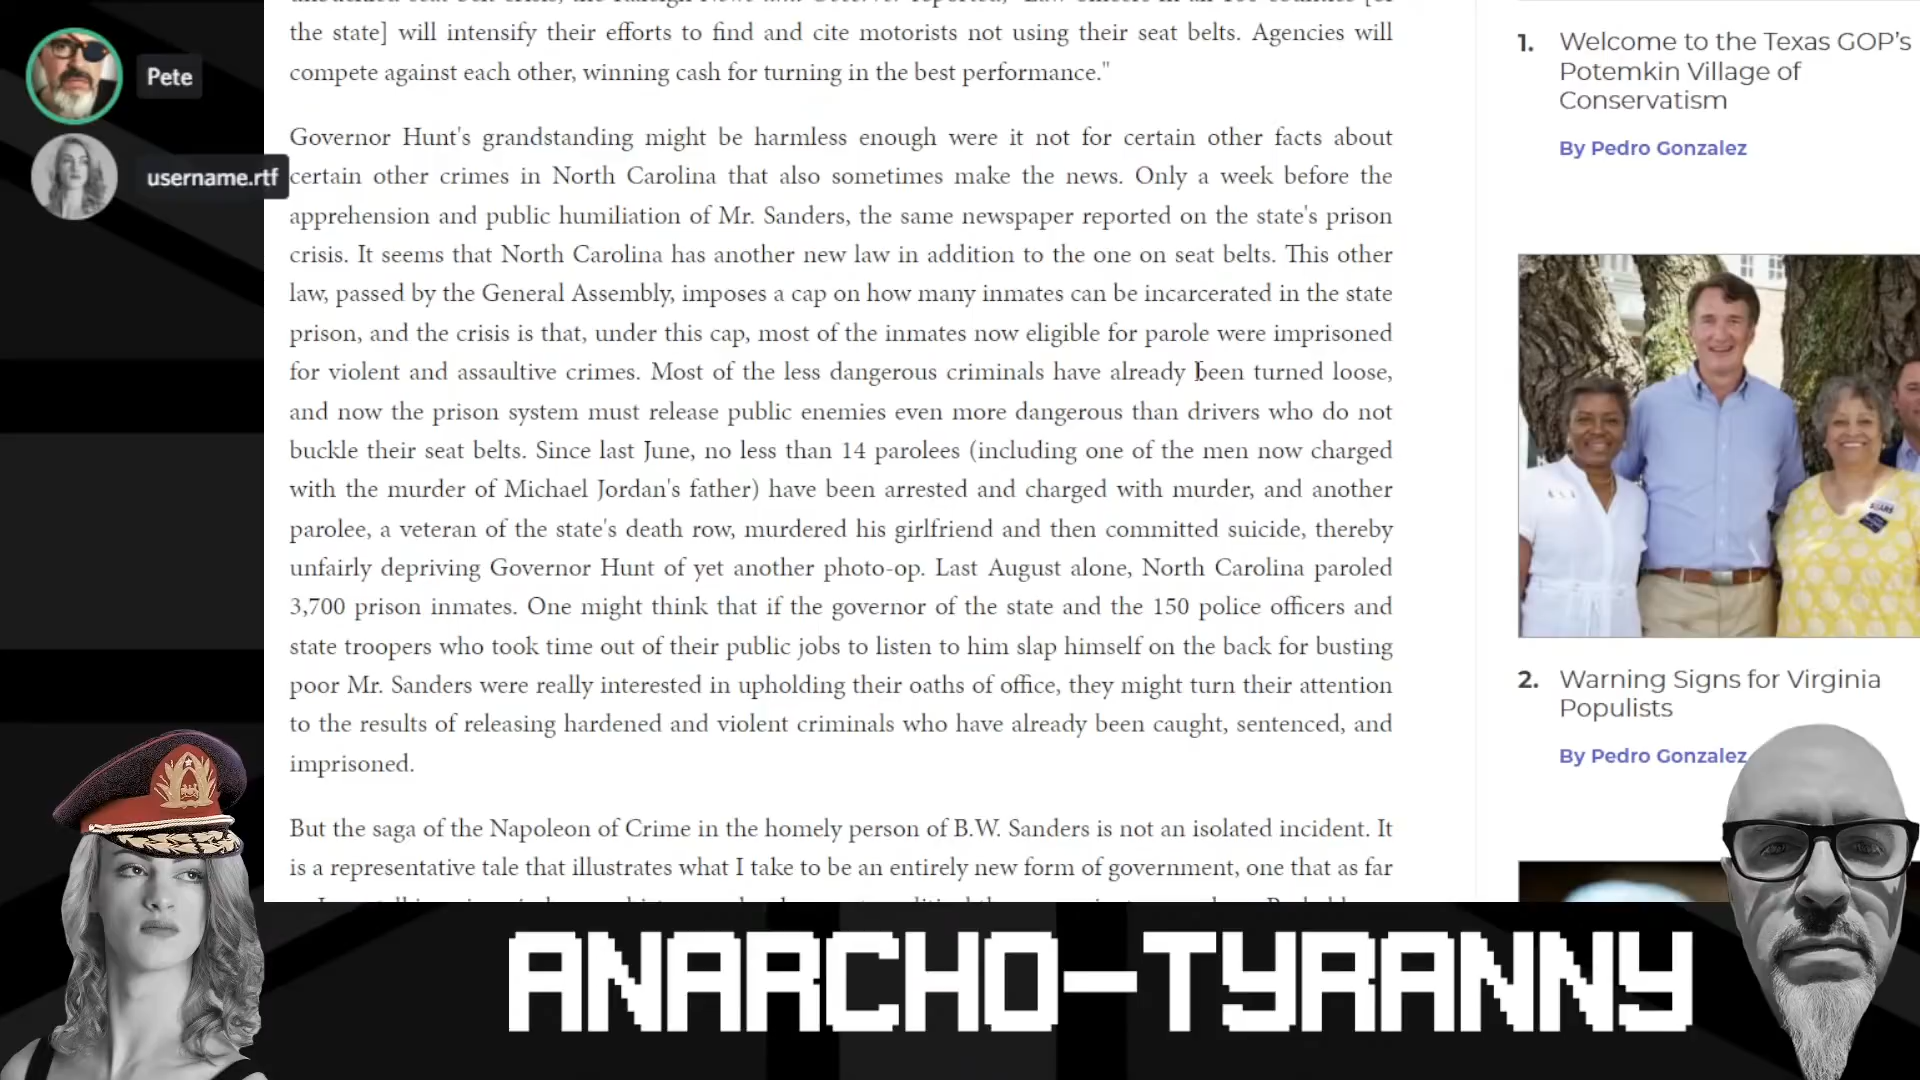 the state] will intensify their efforts to find and cite motorists not using their seat belts. Agencies will
compete against each other, winning cash for turning in the best performance."
Governor Hunt's grandstanding might be harmless enough were it not for certain other facts about
certain other crimes in North Carolina that also sometimes make the news. Only a week before the
apprehension and public humiliation of Mr. Sanders, the same newspaper reported on the state's prison
crisis. It seems that North Carolina has another new law in addition to the one on seat belts. This other
law, passed by the General Assembly, imposes a cap on how many inmates can be incarcerated in the state
prison, and the crisis is that, under this cap, most of the inmates now eligible for parole were imprisoned
for violent and assaultive crimes. Most of the less dangerous criminals have already been turned loose,
and now the prison system must release public enemies even more dangerous than drivers who do not
buckle their seat belts. Since last June, no less than 14 parolees (including one of the men now charged
with the murder of Michael Jordan's father) have been arrested and charged with murder, and another
parolee, a veteran of the state's death row, murdered his girlfriend and then committed suicide, thereby
unfairly depriving Governor Hunt of yet another photo-op. Last August alone, North Carolina paroled
3,700 prison inmates. One might think that if the governor of the state and the 150 police officers and
state troopers who took time out of their public jobs to listen to him slap himself on the back for busting
poor Mr. Sanders were really interested in upholding their oaths of office, they might turn their attention
to the results of releasing hardened and violent criminals who have already been caught, sentenced, and
imprisoned.
But the saga of the Napoleon of Crime in the homely person of B.W. Sanders is not an isolated incident. It
is a representative tale that illustrates what I take to be an entirely new form of government, one that as far
Pete
username.rtf
1. Welcome to the Texas GOP's
Potemkin Village of
Conservatism
By Pedro Gonzalez
2. Warning Signs for Virginia
Populists
By Pedro Gonzalez
ANARCHO-TYRANNY